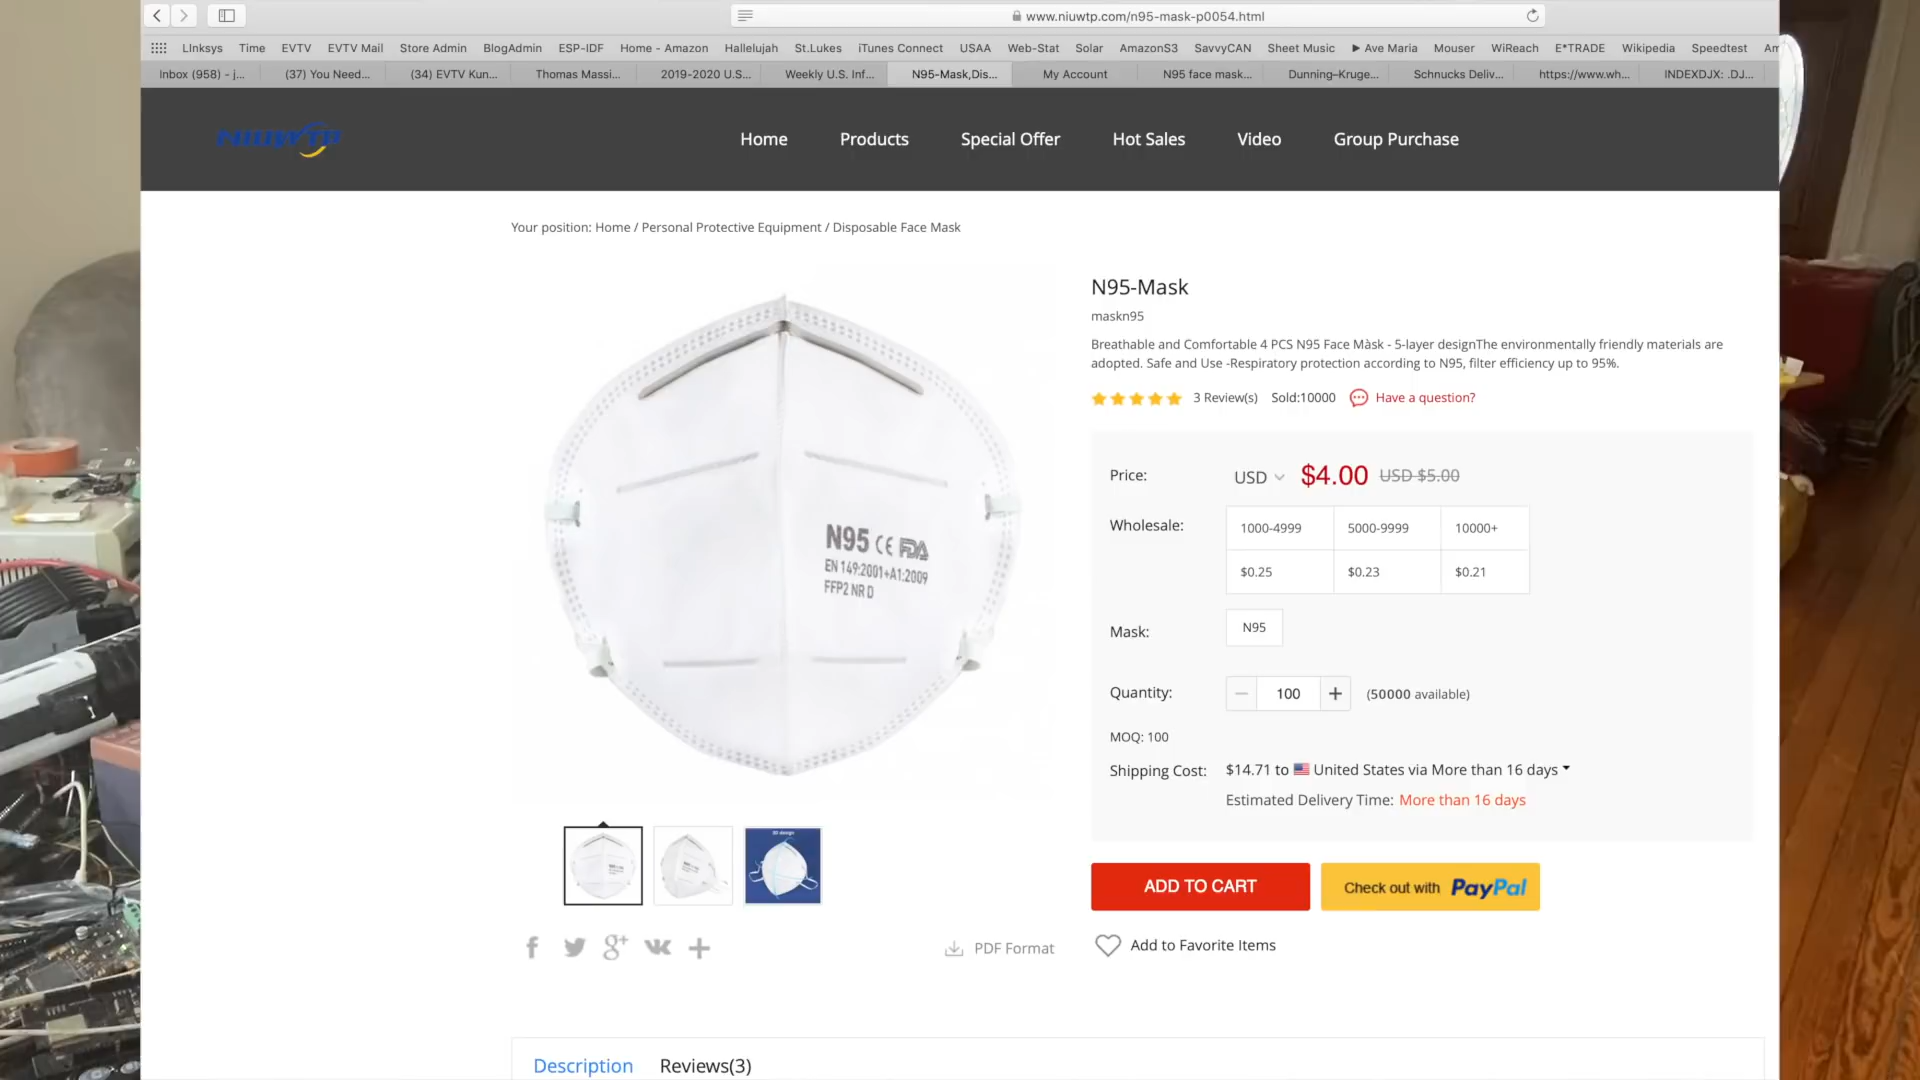 www.niuwtp.com/n95-mask-p0054.html
LInksys Time EVTV EVTV Mail Store Admin BlogAdmin ESP-IDF Home - Amazon Hallelujah St.Lukes iTunes Connect USAA Web-Stat Solar AmazonS3 SavvyCAN Sheet Music ▶ Ave Maria Mouser WiReach E*TRADE Wikipedia Speedtest Am
Inbox (958) - j... (37) You Need... (34) EVTV Kun... Thomas Massi... 2019-2020 U.S... Weekly U.S. Inf... N95-Mask,Dis... My Account N95 face mask... Dunning–Kruge... Schnucks Deliv... https://www.wh... INDEXDJX: .DJ...
NIUWTP Home Products Special Offer Hot Sales Video Group Purchase
Your position: Home / Personal Protective Equipment / Disposable Face Mask
N95-Mask
maskn95
Breathable and Comfortable 4 PCS N95 Face Màsk - 5-layer designThe environmentally friendly materials are
adopted. Safe and Use -Respiratory protection according to N95, filter efficiency up to 95%.
3 Review(s) Sold:10000 Have a question?
Price: USD $4.00 USD $5.00
Wholesale: 1000-4999 5000-9999 10000+
$0.25 $0.23 $0.21
Mask: N95
Quantity: − 100 + (50000 available)
MOQ: 100
Shipping Cost: $14.71 to United States via More than 16 days
Estimated Delivery Time: More than 16 days
ADD TO CART Check out with PayPal
Add to Favorite Items
N95 CE FDA
EN 149:2001+A1:2009
FFP2 NR D
3D design
PDF Format
Description Reviews(3)